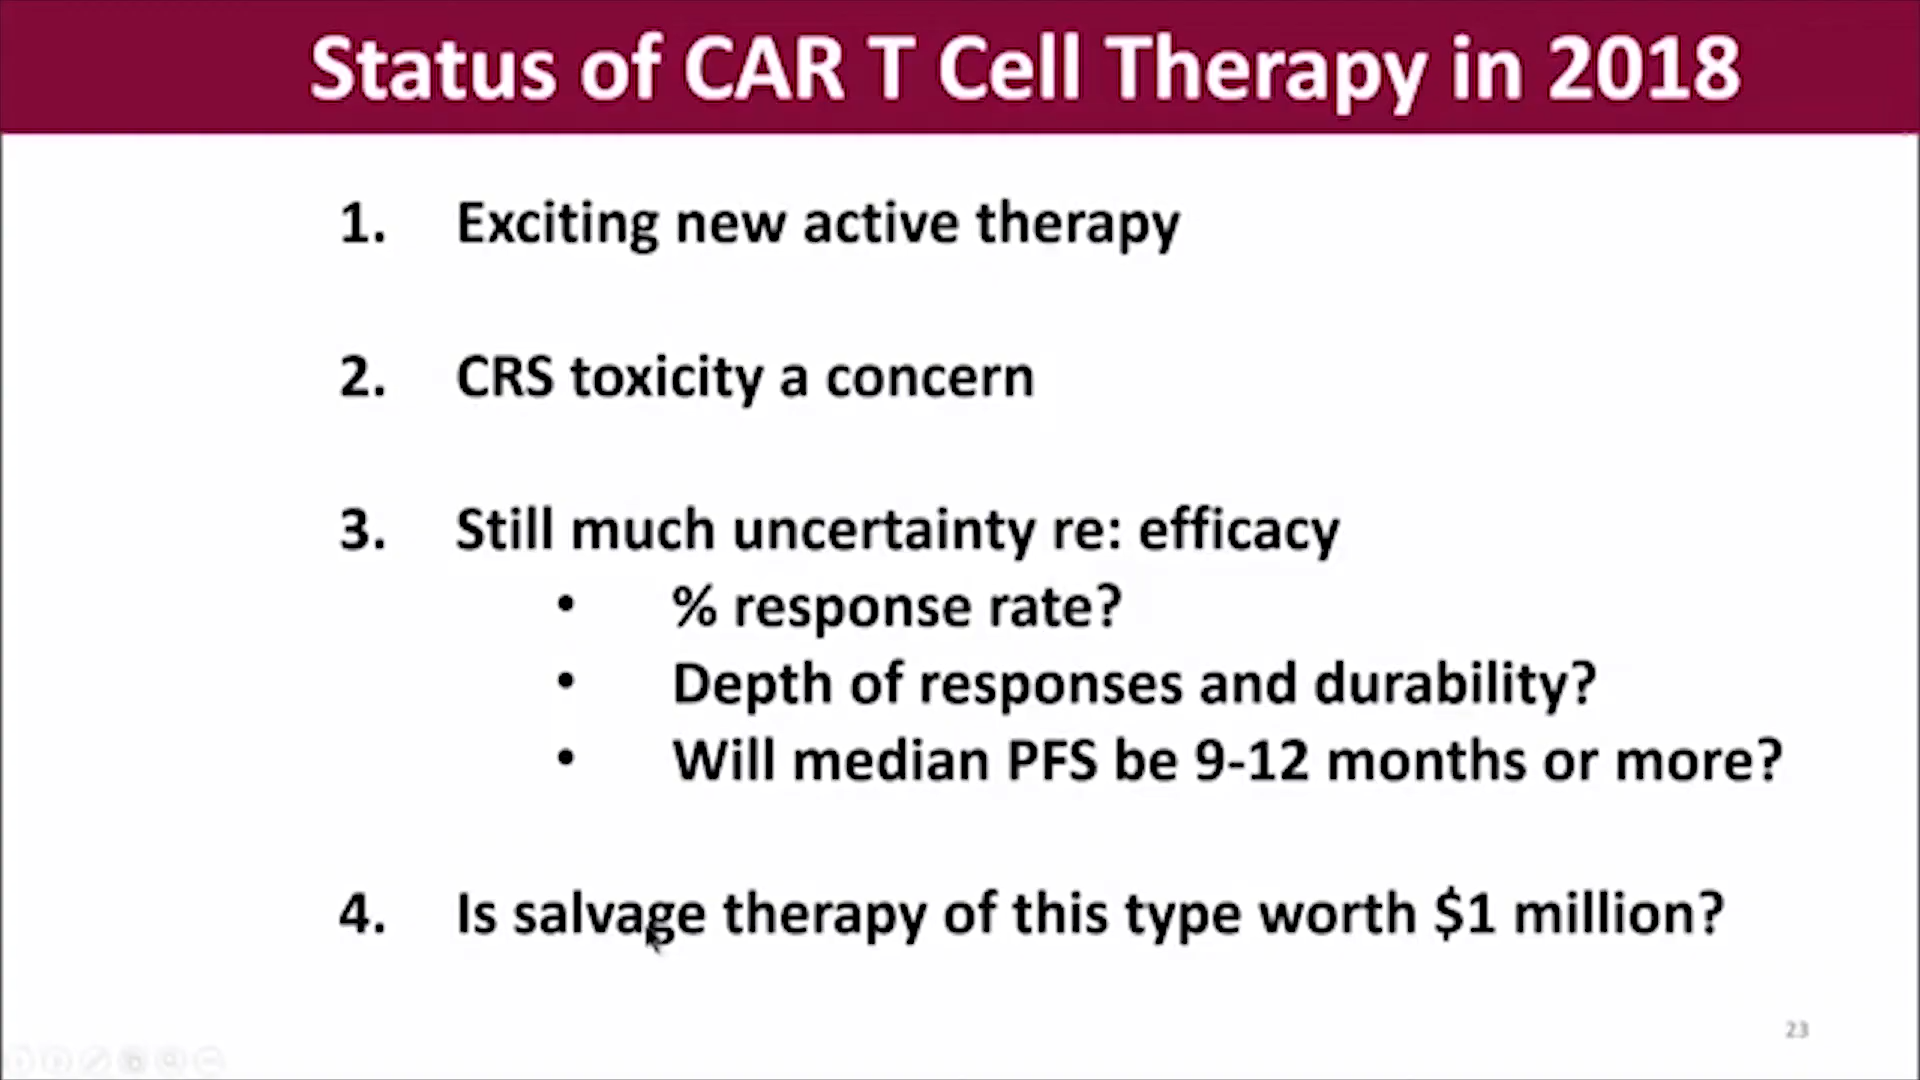 Status of CAR T Cell Therapy in 2018
1. Exciting new active therapy
2. CRS toxicity a concern
3. Still much uncertainty re: efficacy
• % response rate?
• Depth of responses and durability?
• Will median PFS be 9-12 months or more?
4. Is salvage therapy of this type worth $1 million?
23